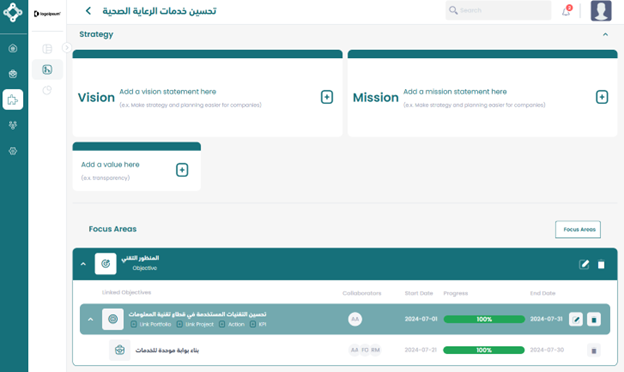 logoipsum
تحسين خدمات الرعاية الصحية
Search
2
Strategy
Vision
Add a vision statement here
(e.x. Make strategy and planning easier for companies)
Mission
Add a mission statement here
(e.x. Make strategy and planning easier for companies)
Add a value here
(e.x. transparency)
Focus Areas
Focus Areas
المنظور التقني
Objective
Linked Objectives Collaborators Start Date Progress End Date
تحسين التقنيات المستخدمة في قطاع تقنية المعلومات
Link Portfolio Link Project Action KPI
AA 2024-07-01 100% 2024-07-31
بناء بوابة موحدة للخدمات AA FO RM 2024-07-21 100% 2024-07-30